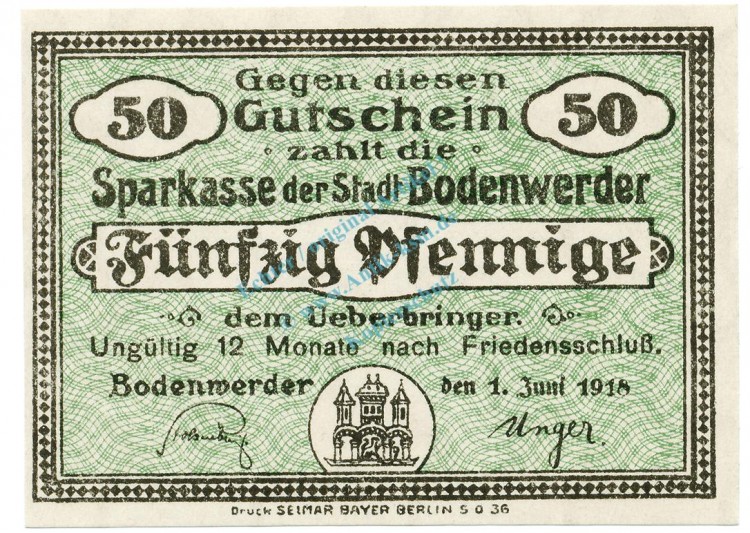 Gegen diesen
50 Gutschein 50
zahlt die
Sparkasse der Stadt Bodenwerder
Fünfzig Pfennige
dem Ueberbringer.
Ungültig 12 Monate nach Friedensschluß.
Bodenwerder den 1. Juni 1918
Unger.
Druck SELMAR BAYER BERLIN S O 36